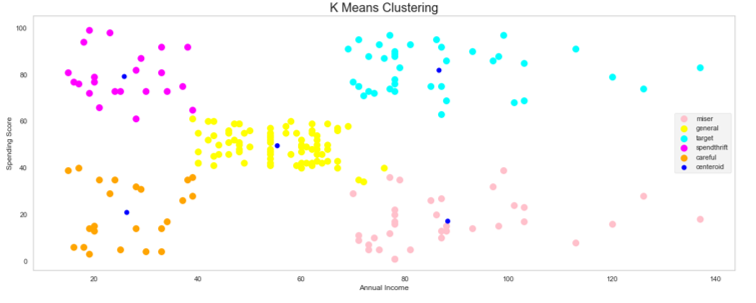 K Means Clustering
100
80
60
40
20
0
Spending Score
20
40
60
80
100
120
140
Annual Income
miser
general
target
spendthrift
careful
centeroid